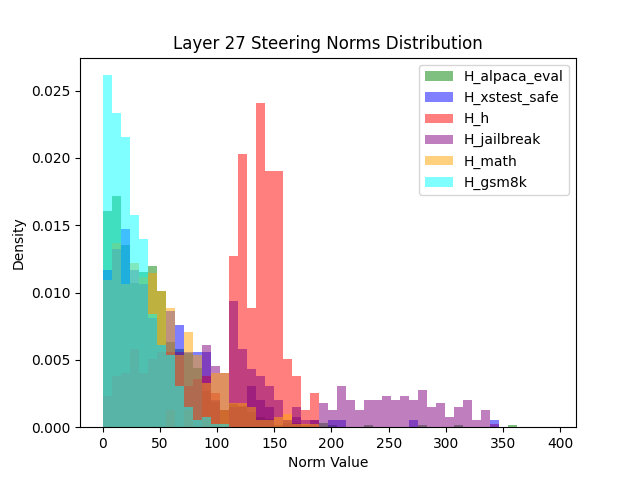 Layer 27 Steering Norms Distribution
H_alpaca_eval
H_xstest_safe
H_h
H_jailbreak
H_math
H_gsm8k
Density
0.025
0.020
0.015
0.010
0.005
0.000
0 50 100 150 200 250 300 350 400
Norm Value